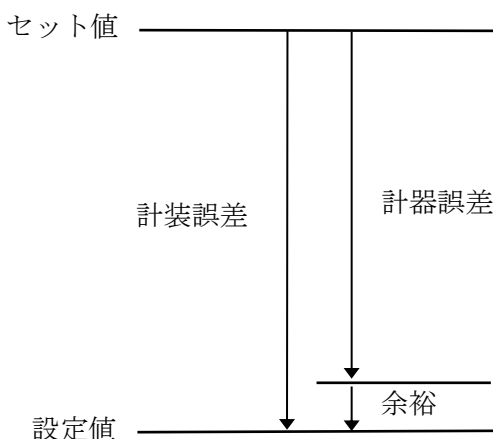 セット値
計装誤差
計器誤差
余裕
設定値